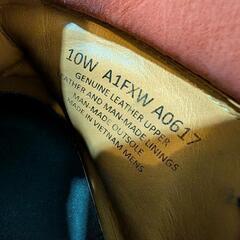 10W A1FXW A0617
GENUINE LEATHER UPPER
LEATHER AND MAN-MADE LININGS
MAN-MADE OUTSOLE
MADE IN VIETNAM MENS